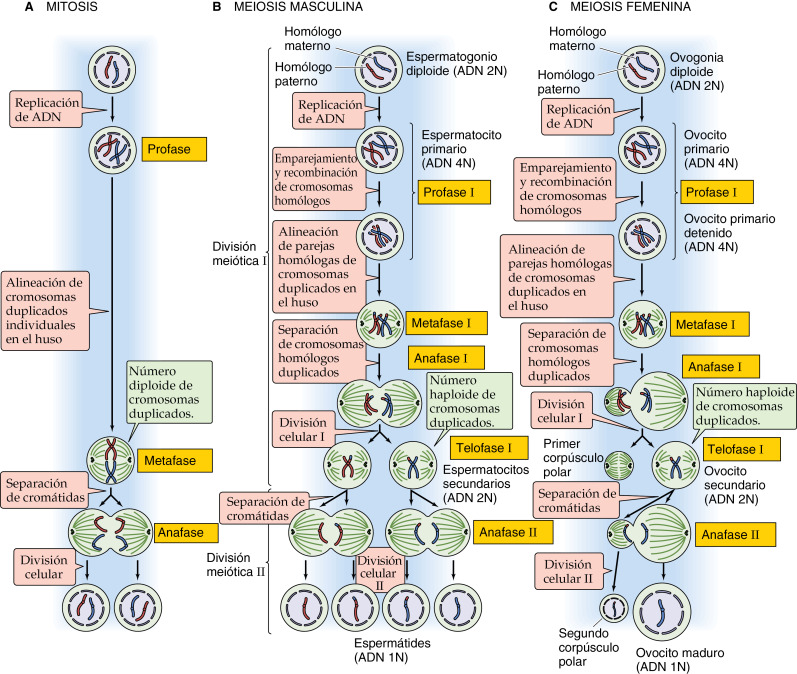 A MITOSIS
Replicación
de ADN
Profase
Alineación de
cromosomas
duplicados
individuales
en el huso
Número
diploide de
cromosomas
duplicados.
Metafase
Separación
de cromátidas
Anafase
División
celular
B MEIOSIS MASCULINA
Homólogo
materno
Homólogo
paterno
Espermatogonio
diploide (ADN 2N)
Replicación
de ADN
Espermatocito
primario
(ADN 4N)
Emparejamiento
y recombinación
de cromosomas
homólogos
Profase I
División
meiótica I
Alineación
de parejas
homólogas de
cromosomas
duplicados
en el huso
Metafase I
Separación
de cromosomas
homólogos
duplicados
Anafase I
Número
haploide de
cromosomas
duplicados.
División
celular I
Telofase I
Espermatocitos
secundarios
(ADN 2N)
Separación de
cromátidas
Anafase II
División
meiótica II
División
celular
II
Espermátides
(ADN 1N)
C MEIOSIS FEMENINA
Homólogo
materno
Homólogo
paterno
Ovogonia
diploide
(ADN 2N)
Replicación
de ADN
Ovocito
primario
(ADN 4N)
Emparejamiento
y recombinación
de cromosomas
homólogos
Profase I
Ovocito primario
detenido
(ADN 4N)
Alineación de
parejas homólogas
de cromosomas
duplicados en
el huso
Metafase I
Separación de
cromosomas
homólogos
duplicados
Anafase I
Número haploide
de cromosomas
duplicados.
División
celular I
Telofase I
Primer
corpúsculo
polar
Ovocito
secundario
(ADN 2N)
Separación de
cromátidas
Anafase II
División
celular II
Segundo
corpúsculo
polar
Ovocito maduro
(ADN 1N)